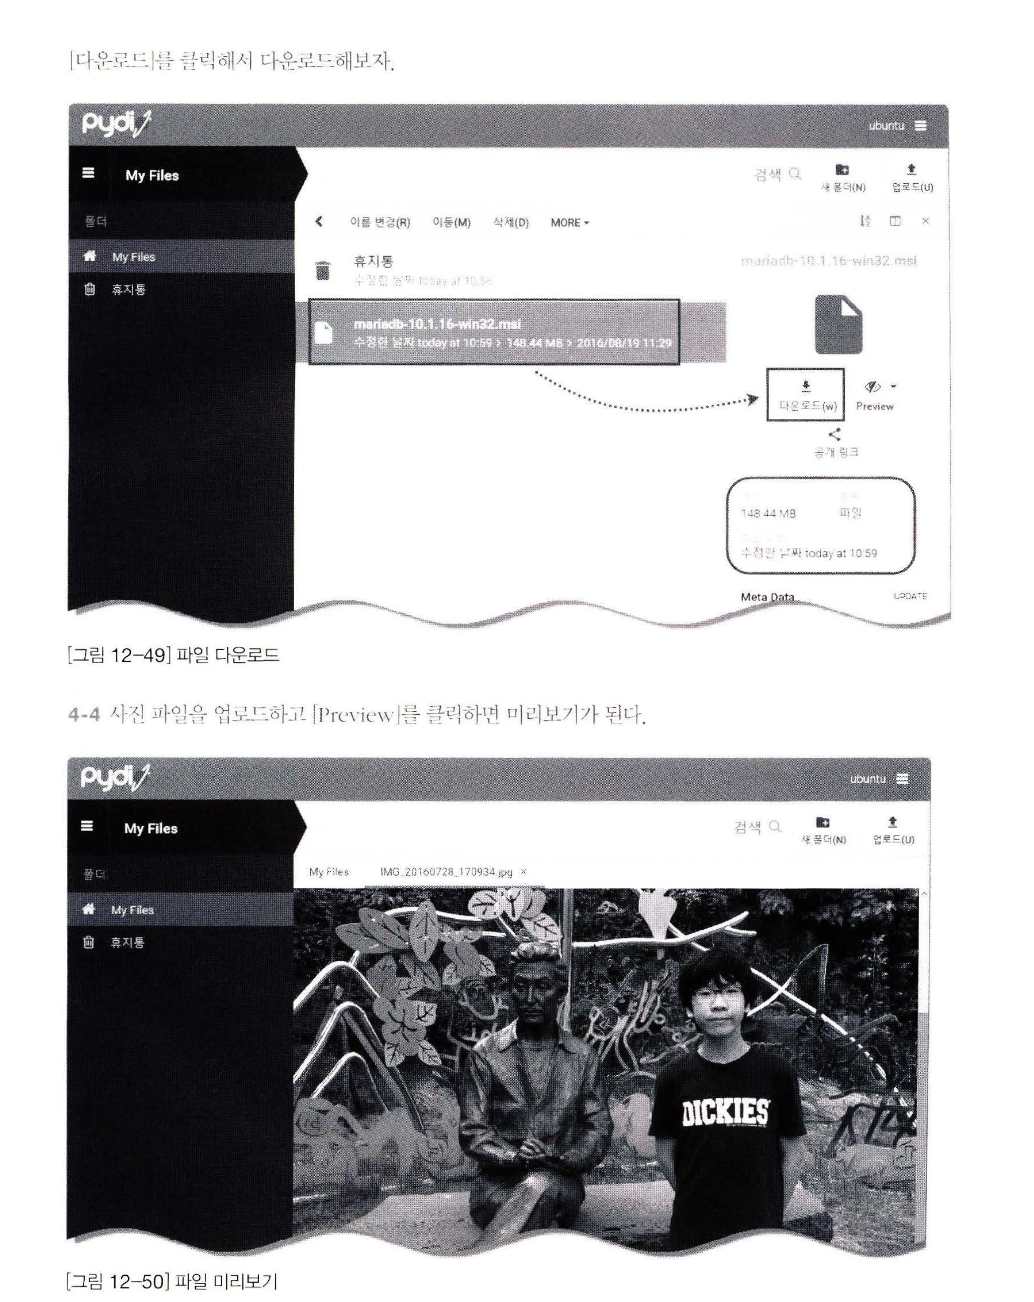 [다운로드]를 클릭해서 다운로드해보자.
pydi
ubuntu
My Files
검색
새 폴더(N)
업로드(U)
폴더
이름 변경(R) 이동(M) 삭제(D) MORE
My Files
휴지통
휴지통
수정한 날짜 today at 10:56
mariadb-10.1.16-win32.msi
수정한 날짜 today at 10:59 > 148.44 MB > 2016/08/19 11:29
mariadb-10.1.16-win32.msi
다운로드(w) Preview
공개 링크
148.44 MB 파일
수정한 날짜 today at 10:59
Meta Data UPDATE
[그림 12-49] 파일 다운로드
4-4 사진 파일을 업로드하고 [Preview]를 클릭하면 미리보기가 된다.
pydi
ubuntu
My Files
검색
새 폴더(N)
업로드(U)
폴더
My Files IMG_20160728_170934.jpg ×
My Files
휴지통
DICKIES
[그림 12-50] 파일 미리보기